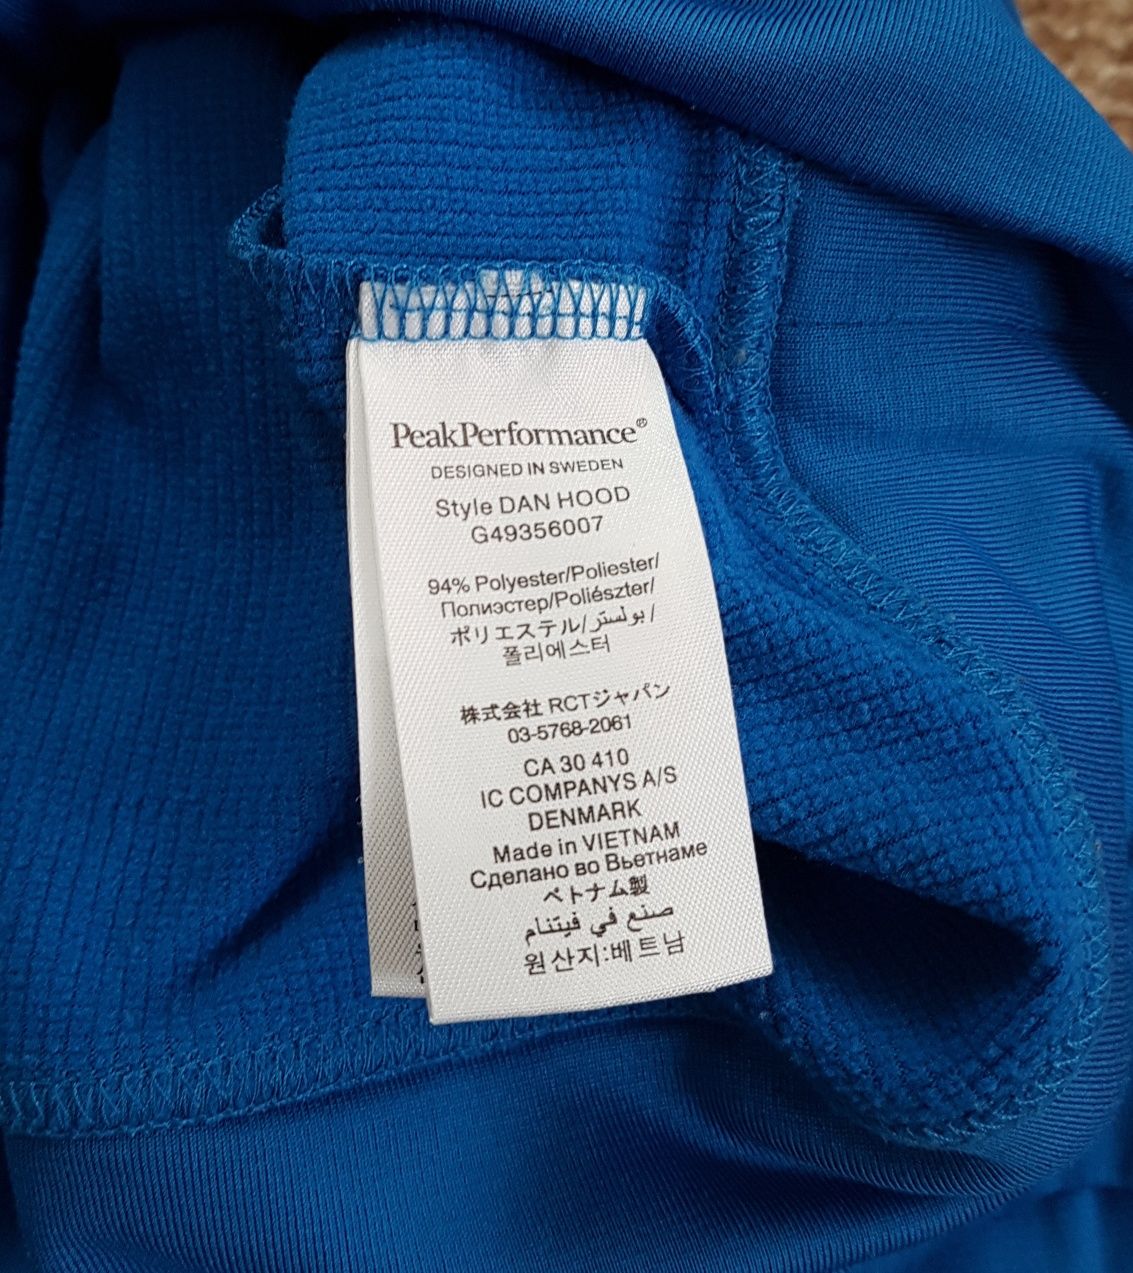 PeakPerformance®
DESIGNED IN SWEDEN
Style DAN HOOD
G49356007
94% Polyester/Poliester/
Полиэстер/Poliészter/
ポリエステル/بولستر/
폴리에스터
株式会社 RCTジャパン
03-5768-2061
CA 30 410
IC COMPANYS A/S
DENMARK
Made in VIETNAM
Сделано во Вьетнаме
ベトナム製
صنع في فيتنام
원산지:베트남